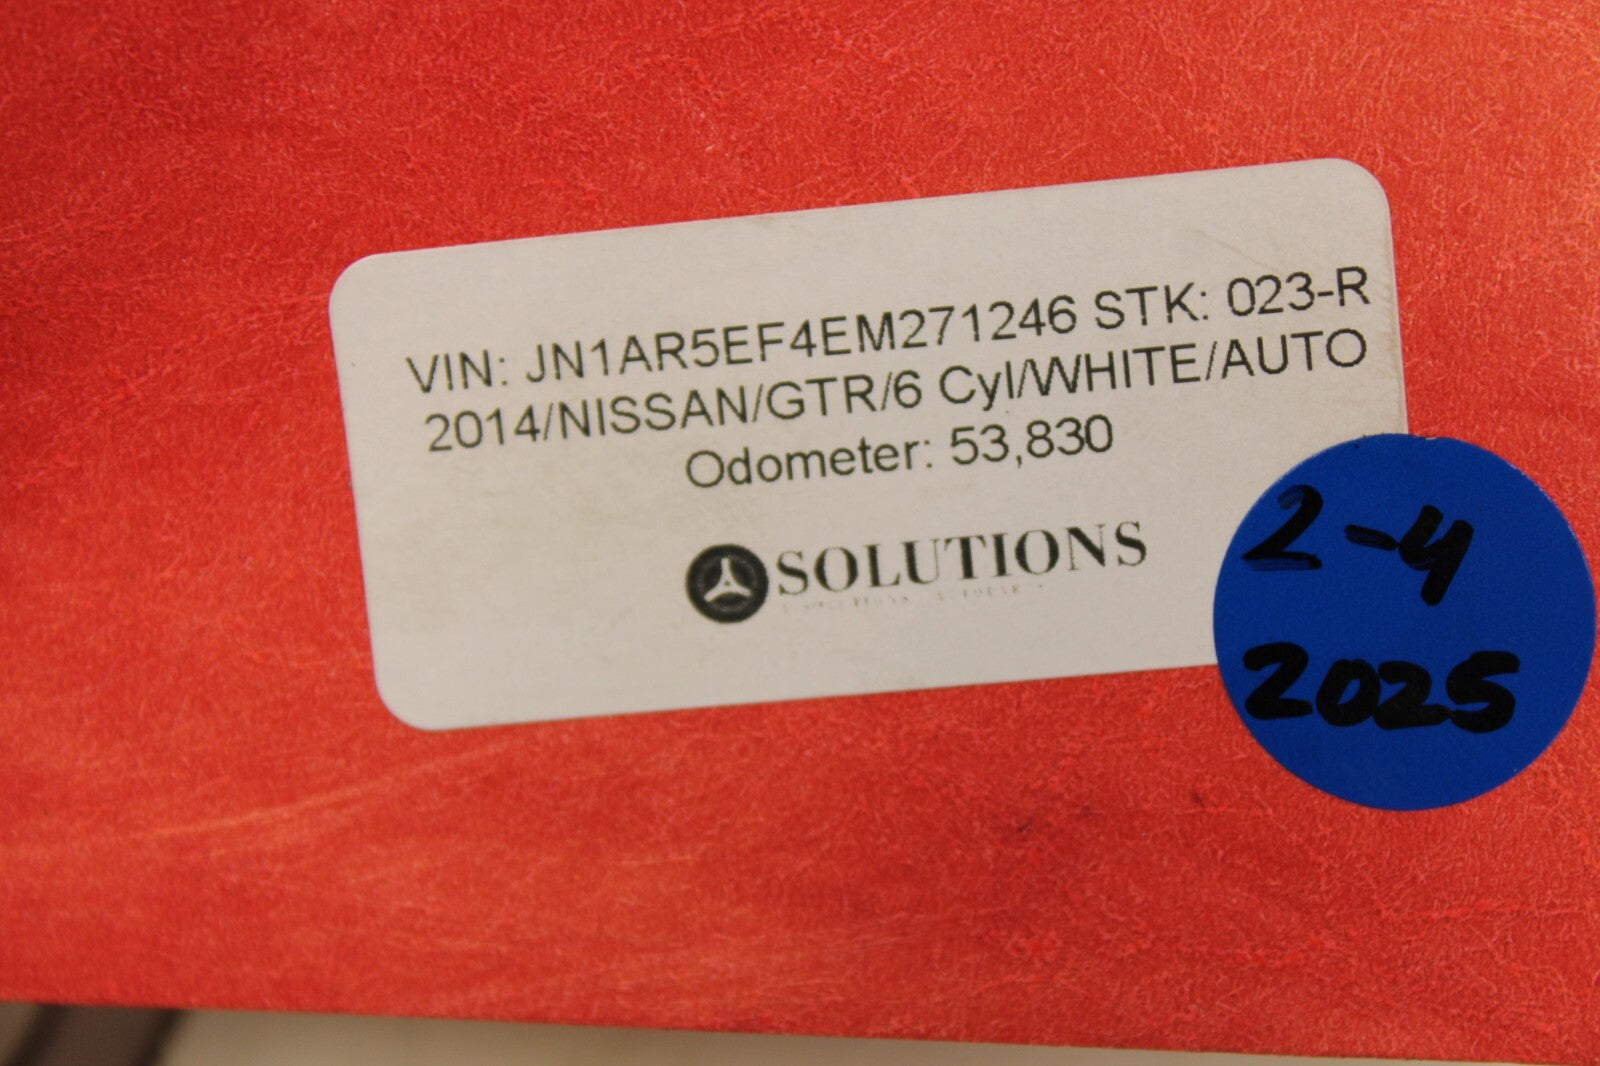 VIN: JN1AR5EF4EM271246 STK: 023-R
2014/NISSAN/GTR/6 Cyl/WHITE/AUTO
Odometer: 53,830
SOLUTIONS
2-4
2025